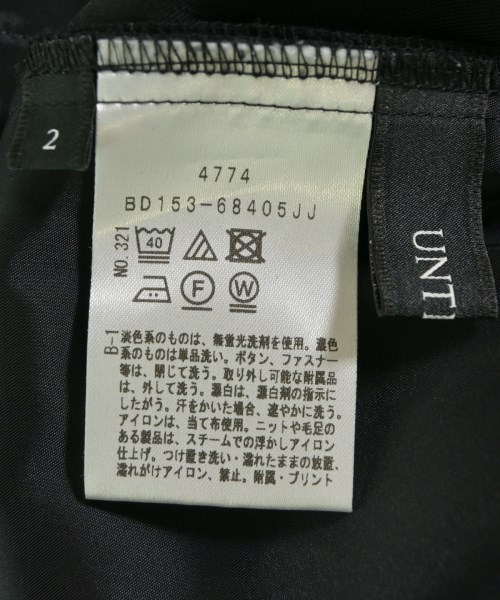 2
4774
BD153-68405JJ
NO.321
40
F
W
B-1
淡色系のものは、無蛍光洗剤を使用。濃色
系のものは単品洗い。ボタン、ファスナー
等は、閉じて洗う。取り外し可能な附属品
は、外して洗う。漂白は、漂白剤の指示に
したがう。汗をかいた場合、速やかに洗う。
アイロンは、当て布使用。ニットや毛足の
ある製品は、スチームでの浮かしアイロン
仕上げ。つけ置き洗い・濡れたままの放置、
濡れがけアイロン、禁止。附属・プリント
UNTI